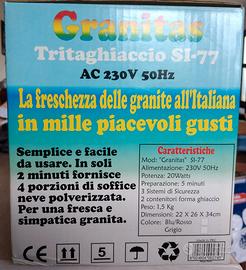 Granitas
Tritaghiaccio SI-77
AC 230V 50Hz
La freschezza delle granite all'Italiana
in mille piacevoli gusti
Semplice e facile
da usare. In soli
2 minuti fornisce
4 porzioni di soffice
neve polverizzata.
Per una fresca e
simpatica granita.
Caratteristiche
Mod: "Granitas" SI-77
Alimentazione: 230V 50Hz
Potenza: 20Watts
Preparazione: 5 minuti
3 Sistemi di Sicurezza
2 contenitori forma ghiaccio
Peso: 1,5 Kg
Dimensioni: 22 X 26 X 34cm
Colore: Blu/Rosso
Grigio
CE
5